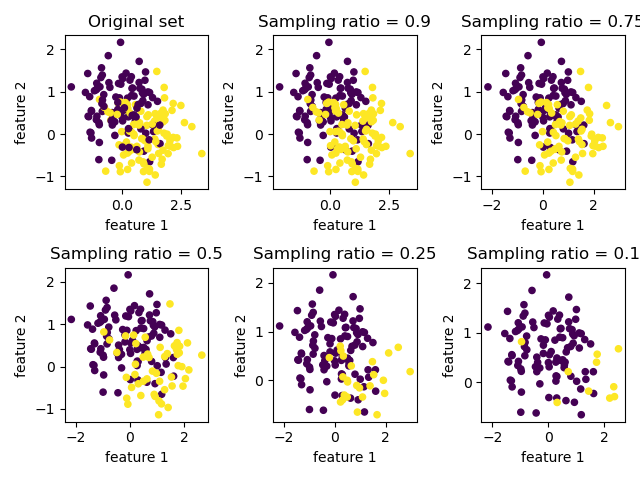 Original set
Sampling ratio = 0.9
Sampling ratio = 0.75
feature 2
2
1
0
−1
0.0
2.5
feature 1
feature 2
2
1
0
−1
0.0
2.5
feature 1
feature 2
2
1
0
−1
−2
0
2
feature 1
Sampling ratio = 0.5
Sampling ratio = 0.25
Sampling ratio = 0.1
feature 2
2
1
0
−1
−2
0
2
feature 1
feature 2
2
1
0
−2
0
2
feature 1
feature 2
2
1
0
−2
0
2
feature 1